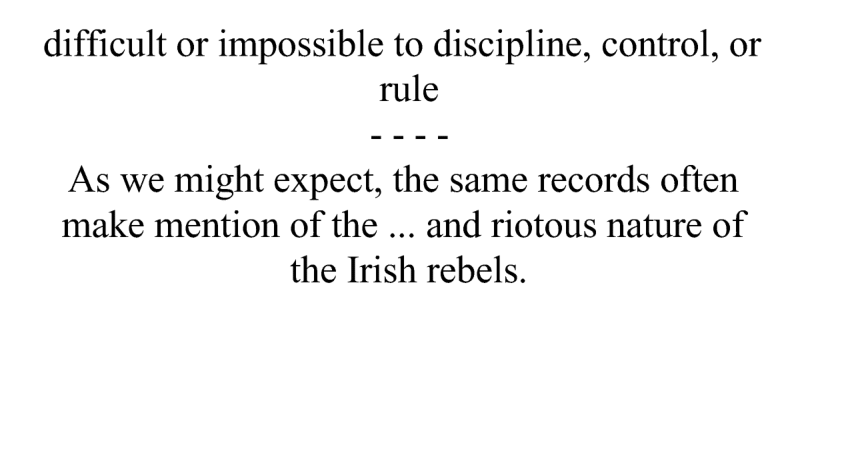 difficult or impossible to discipline, control, or
rule
- - - -
As we might expect, the same records often
make mention of the ... and riotous nature of
the Irish rebels.